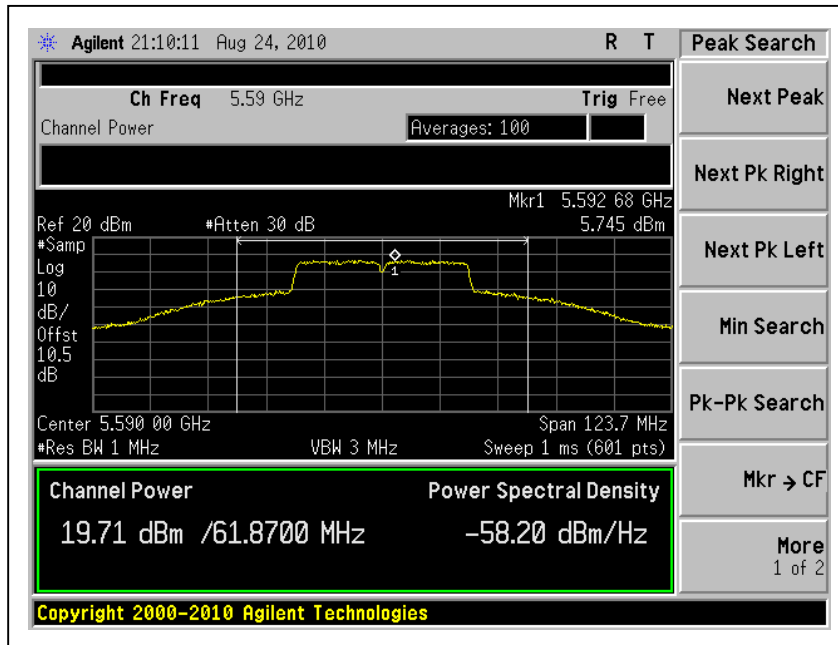 Agilent 21:10:11 Aug 24, 2010 R T
Peak Search
Ch Freq 5.59 GHz Trig Free
Channel Power Averages: 100
Mkr1 5.592 68 GHz
Ref 20 dBm #Atten 30 dB 5.745 dBm
#Samp
Log
10
dB/
Offst
10.5
dB
1
Center 5.590 00 GHz Span 123.7 MHz
#Res BW 1 MHz VBW 3 MHz Sweep 1 ms (601 pts)
Channel Power Power Spectral Density
19.71 dBm /61.8700 MHz -58.20 dBm/Hz
Copyright 2000-2010 Agilent Technologies
Next Peak
Next Pk Right
Next Pk Left
Min Search
Pk-Pk Search
Mkr → CF
More
1 of 2